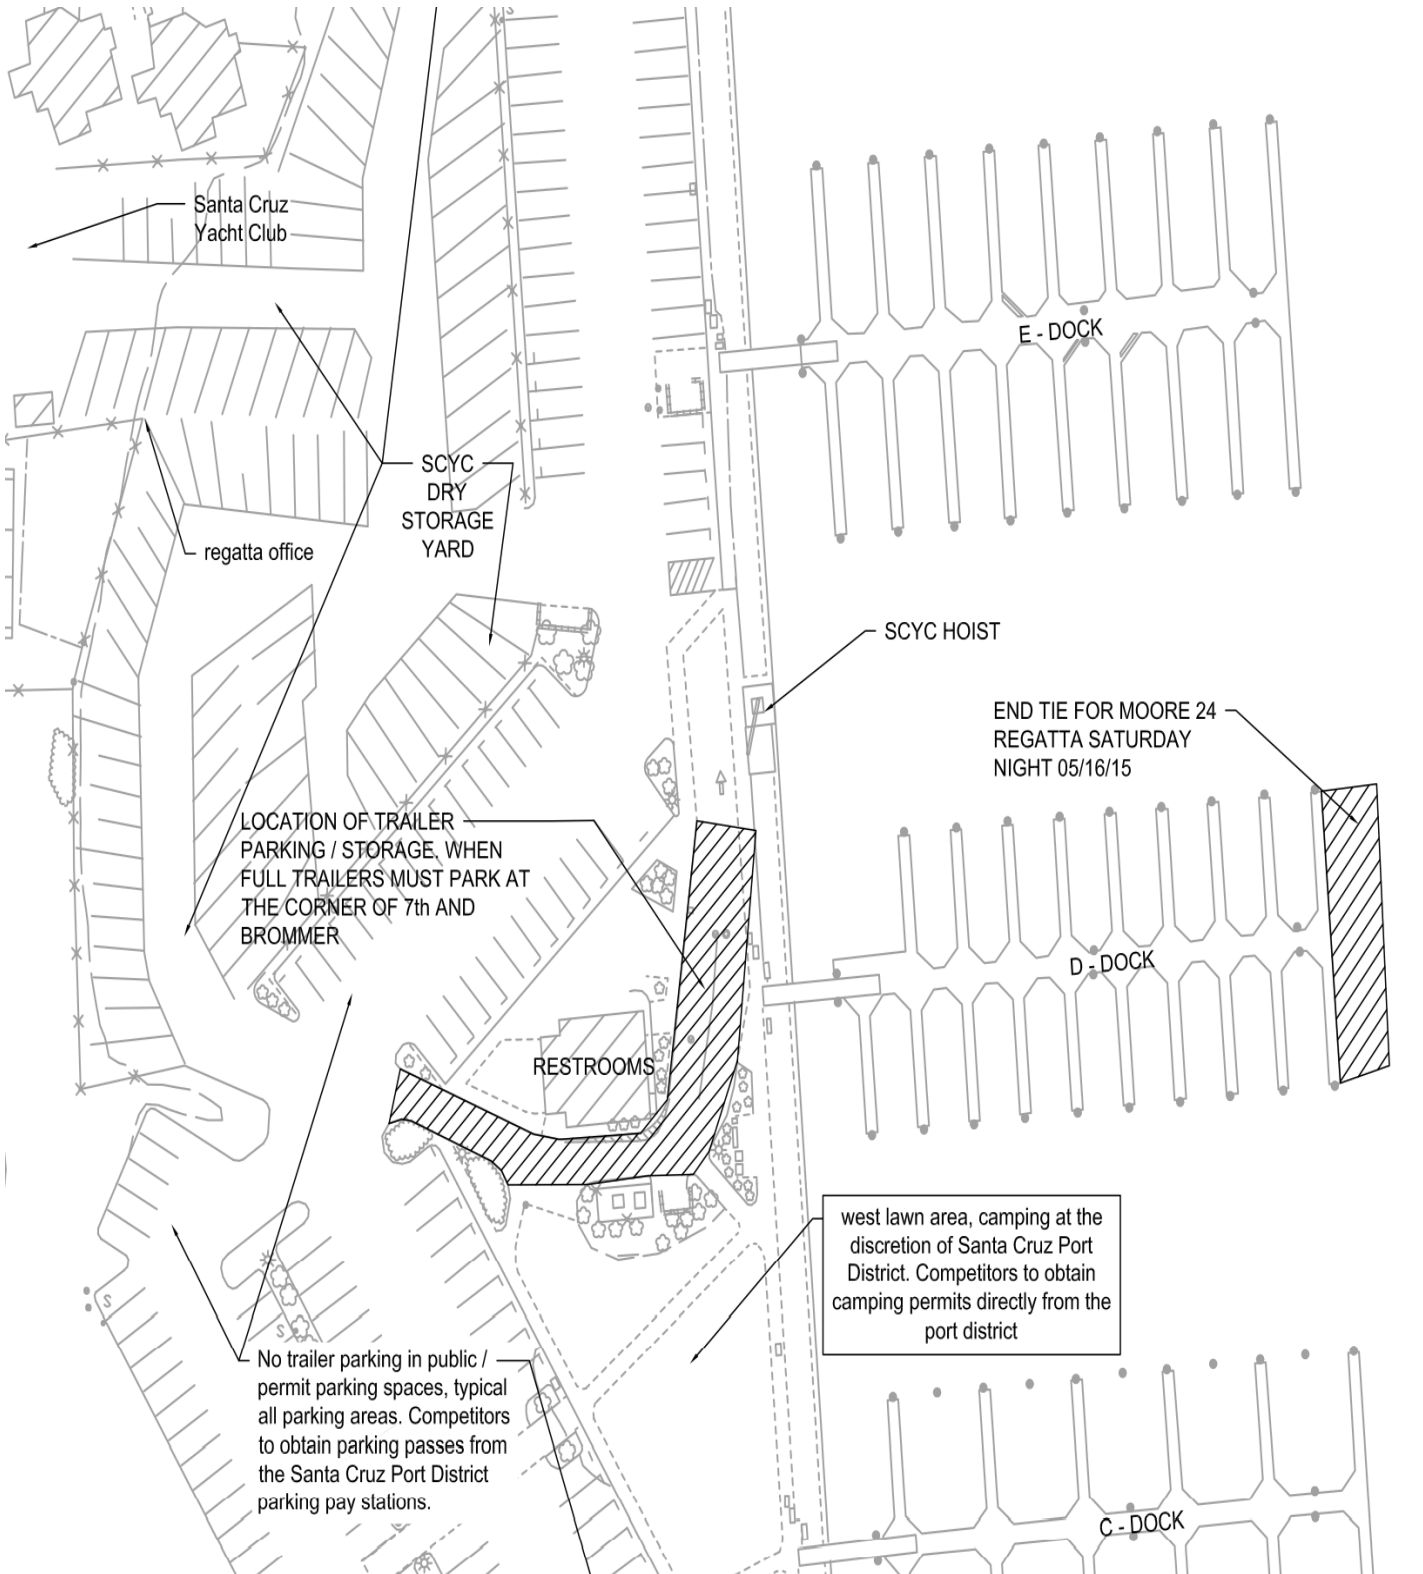 Santa Cruz
Yacht Club
E - DOCK
SCYC
DRY
STORAGE
YARD
regatta office
SCYC HOIST
END TIE FOR MOORE 24
REGATTA SATURDAY
NIGHT 05/16/15
LOCATION OF TRAILER
PARKING / STORAGE. WHEN
FULL TRAILERS MUST PARK AT
THE CORNER OF 7th AND
BROMMER
D - DOCK
RESTROOMS
west lawn area, camping at the
discretion of Santa Cruz Port
District. Competitors to obtain
camping permits directly from the
port district
S
S
No trailer parking in public /
permit parking spaces, typical
all parking areas. Competitors
to obtain parking passes from
the Santa Cruz Port District
parking pay stations.
C - DOCK